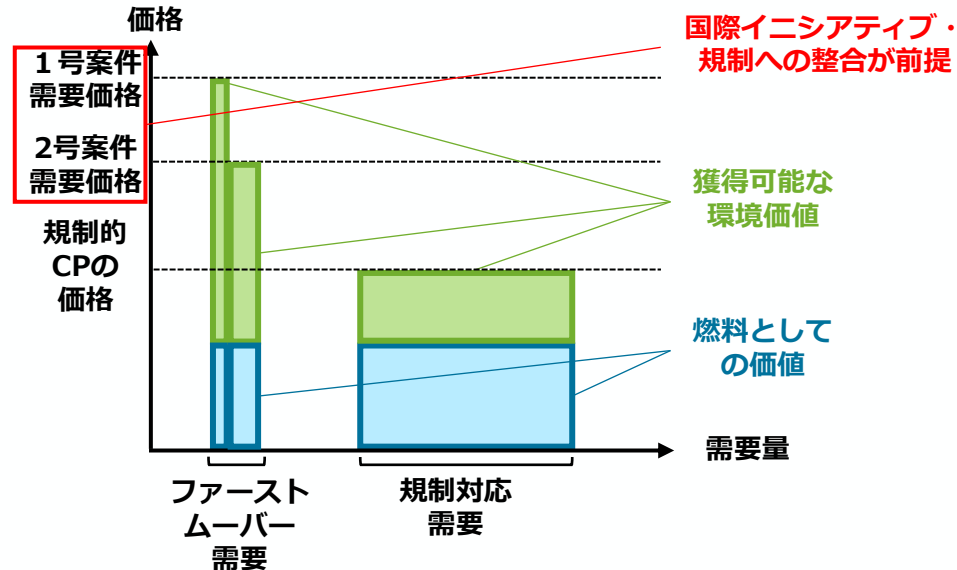 価格
1号案件
需要価格
2号案件
需要価格
規制的
CPの
価格
国際イニシアティブ・
規制への整合が前提
獲得可能な
環境価値
燃料として
の価値
需要量
ファースト
ムーバー
需要
規制対応
需要